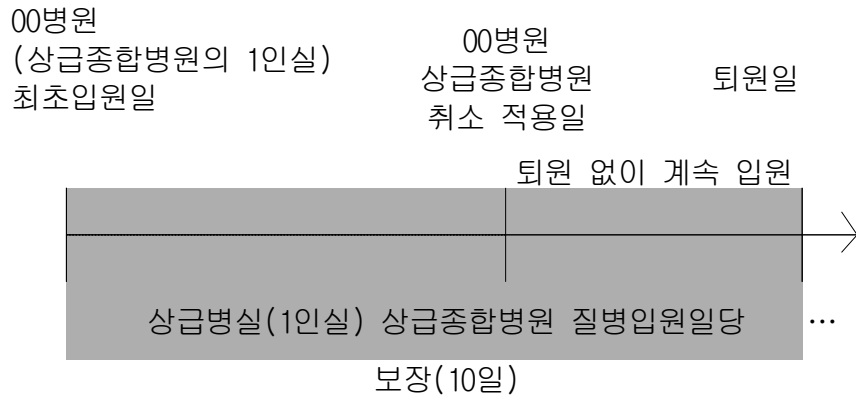 00병원
(상급종합병원의 1인실)
최초입원일
00병원
상급종합병원
취소 적용일
퇴원일
퇴원 없이 계속 입원
상급병실(1인실) 상급종합병원 질병입원일당
…
보장(10일)